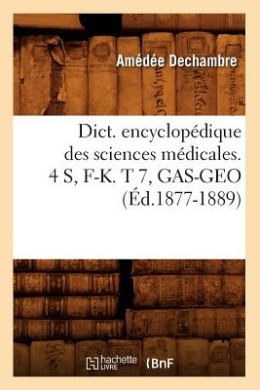 Amédée Dechambre
Dict. encyclopédique
des sciences médicales.
4 S, F-K. T 7, GAS-GEO
(Éd.1877-1889)
hachette
LIVRE
{BnF